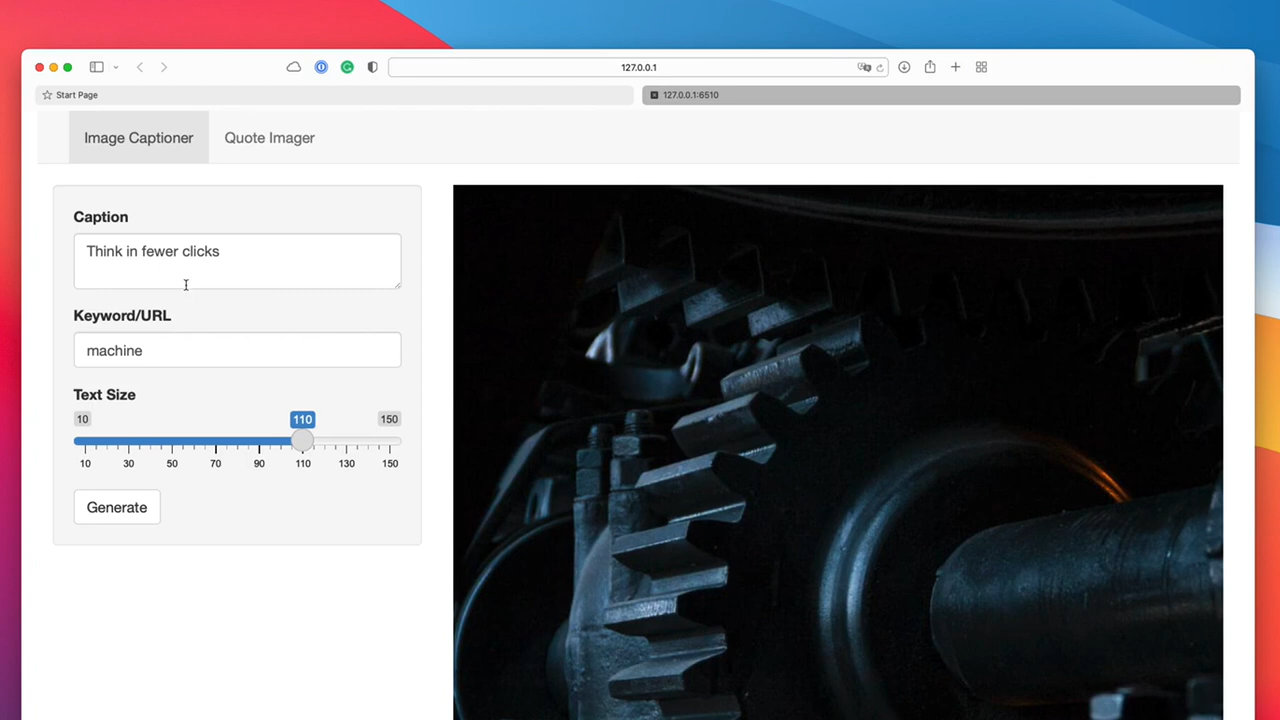 127.0.0.1
Start Page
127.0.0.1:6510
Image Captioner
Quote Imager
Caption
Think in fewer clicks
Keyword/URL
machine
Text Size
10 110 150
10 30 50 70 90 110 130 150
Generate